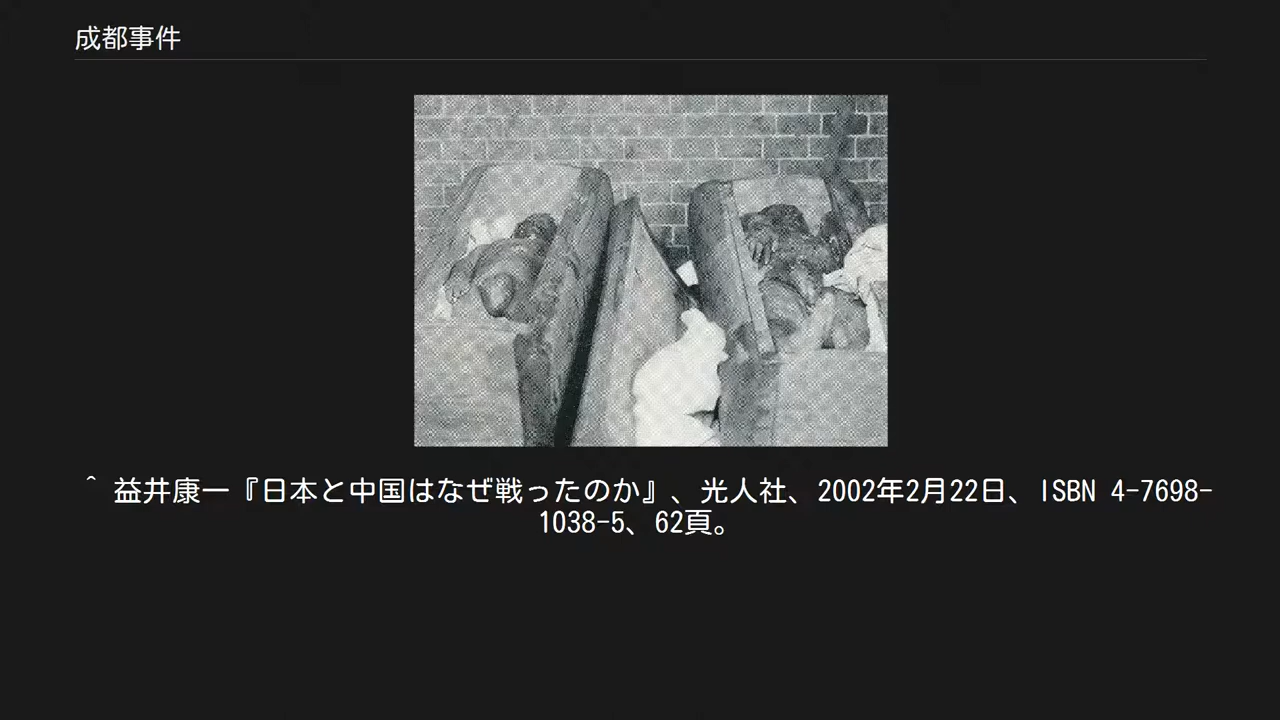 成都事件
^ 益井康一『日本と中国はなぜ戦ったのか』、光人社、2002年2月22日、ISBN 4-7698-
1038-5、62頁。